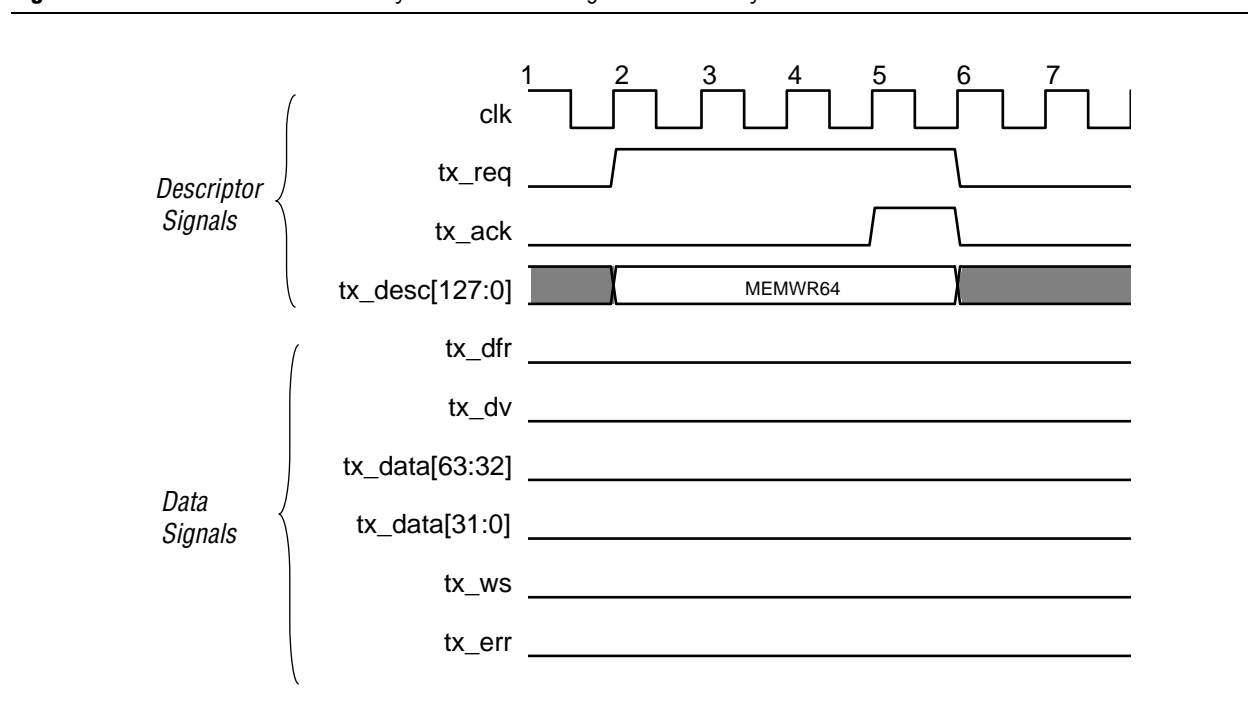 1 2 3 4 5 6 7
clk
tx_req
Descriptor
Signals
tx_ack
tx_desc[127:0]
MEMWR64
tx_dfr
tx_dv
tx_data[63:32]
Data
Signals
tx_data[31:0]
tx_ws
tx_err